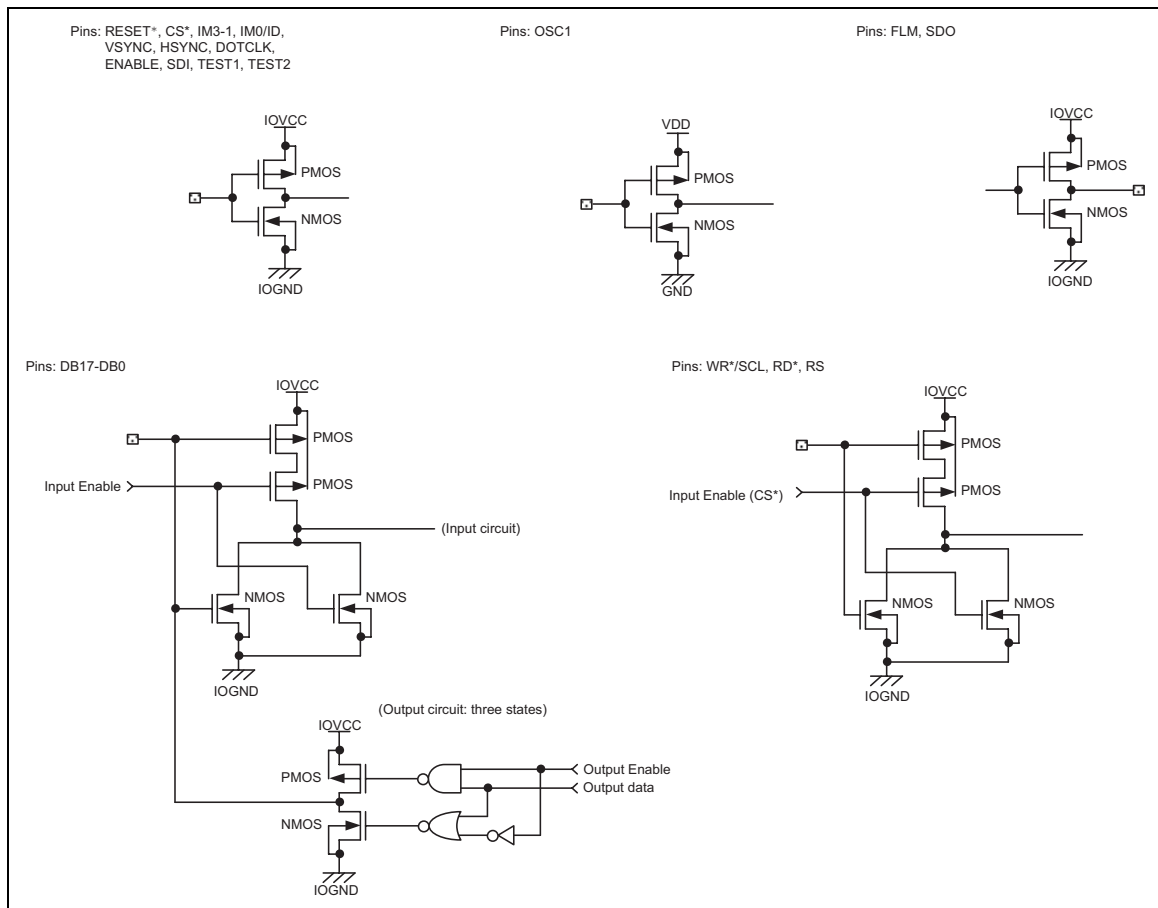 Pins: RESET*, CS*, IM3-1, IM0/ID,
VSYNC, HSYNC, DOTCLK,
ENABLE, SDI, TEST1, TEST2
IOVCC
PMOS
NMOS
IOGND
Pins: OSC1
VDD
PMOS
NMOS
GND
Pins: FLM, SDO
IOVCC
PMOS
NMOS
IOGND
Pins: DB17-DB0
IOVCC
PMOS
Input Enable
PMOS
(Input circuit)
NMOS
NMOS
IOGND
(Output circuit: three states)
IOVCC
PMOS
Output Enable
Output data
NMOS
IOGND
Pins: WR*/SCL, RD*, RS
IOVCC
PMOS
Input Enable (CS*)
PMOS
NMOS
NMOS
IOGND